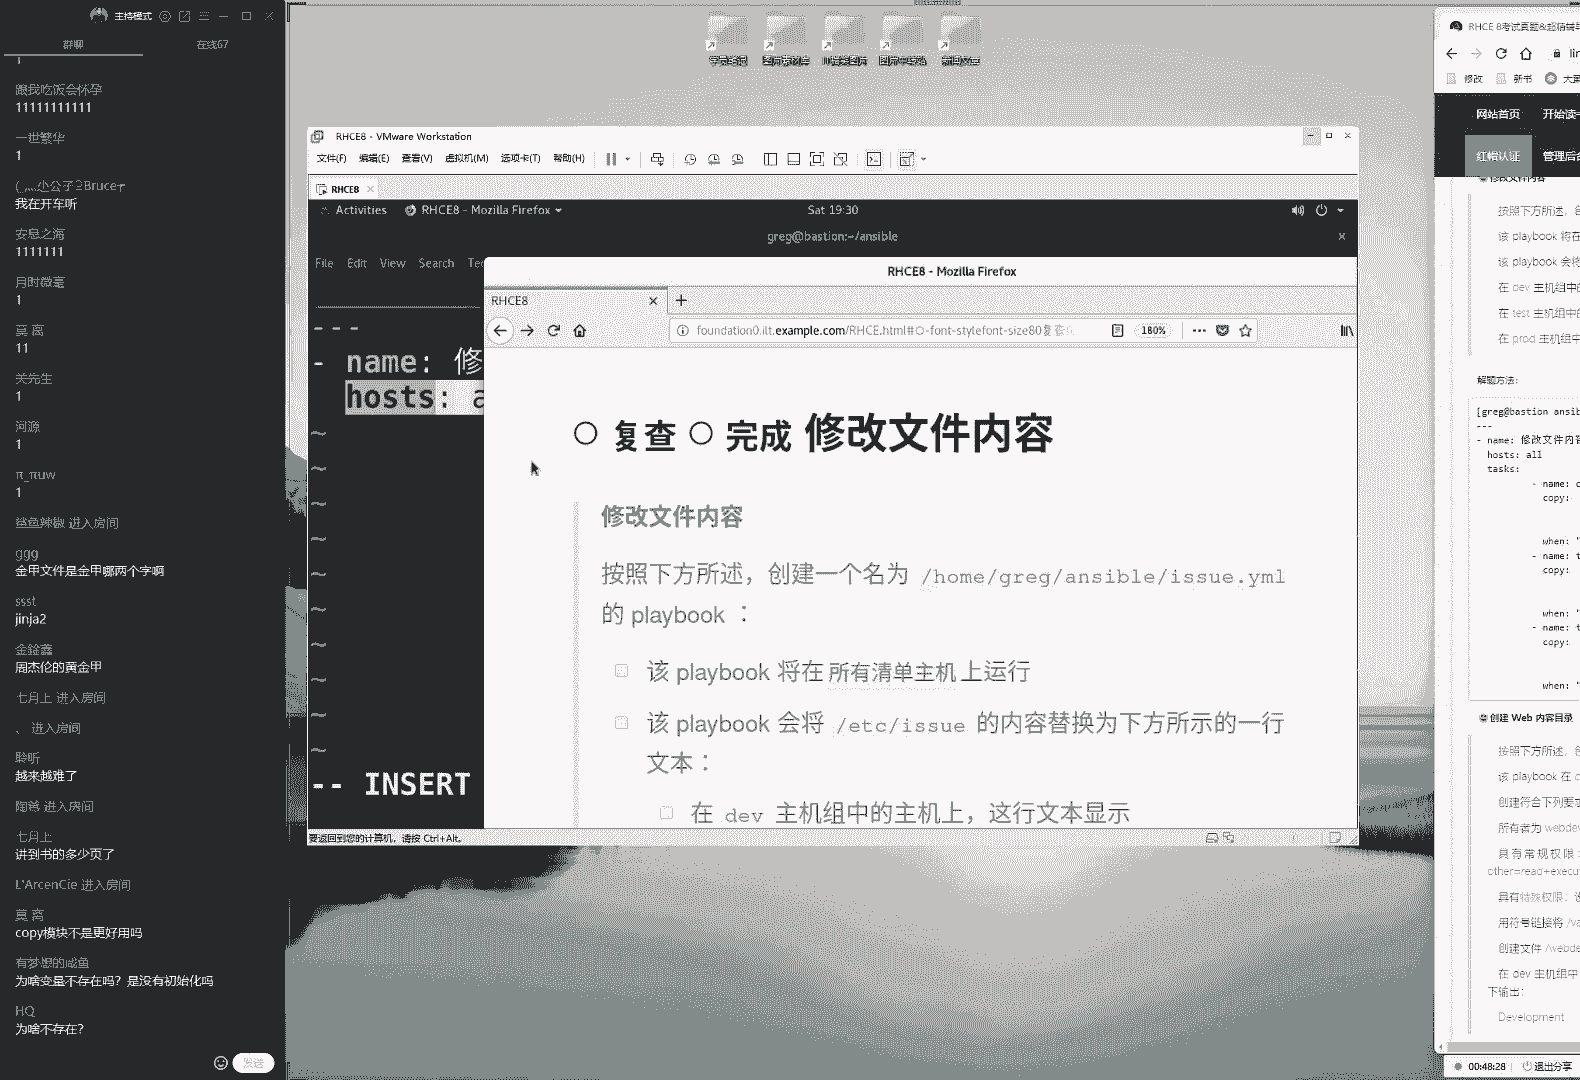 主持模式
群聊
在线67
跟我吃饭会怀孕
11111111111
一世繁华
1
我在开车听
安息之海
1111111
月时微毫
1
莫 离
11
关先生
1
河源
1
π_πuw
1
鲨鱼辣椒 进入房间
ggg
金甲文件是金甲哪两个字啊
ssst
jinja2
金銓鑫
周杰伦的黄金甲
七月上 进入房间
、 进入房间
聆听
越来越难了
进入房间
七月上
讲到书的多少页了
L'ArcenCie 进入房间
莫 离
copy模块不是更好用吗
有梦想的咸鱼
为啥变量不存在吗？是没有初始化吗
HQ
为啥不存在？
发送
RHCE8 - VMware Workstation
文件(F) 编辑(E) 查看(V) 虚拟机(M) 选项卡(T) 帮助(H)
RHCE8
Activities RHCE8 - Mozilla Firefox Sat 19:30
greg@bastion:~/ansible
File Edit View Search
---
- name: 修
hosts: a
~
~
~
~
~
~
~
~
~
~
-- INSERT
RHCE8 - Mozilla Firefox
RHCE8
foundation0.ilt.example.com/RHCE.html#○-font-stylefont-size80复查 180%
○ 复查 ○ 完成 修改文件内容
修改文件内容
按照下方所述，创建一个名为 /home/greg/ansible/issue.yml
的 playbook ：
该 playbook 将在 所有清单主机 上运行
该 playbook 会将 /etc/issue 的内容替换为下方所示的一行
文本：
在 dev 主机组中的主机上，这行文本显示
要返回到您的计算机，请按 Ctrl+Alt。
RHCE 8考试真题&超精辅
修改 新书
网站首页 开始读
红帽认证 管理后
修改文件内容
按照下方所述，
该 playbook 将在
该 playbook 会将
在 dev 主机组中的
在 test 主机组中的
在 prod 主机组中
解题方法：
[greg@bastion ansib
---
- name: 修改文件内容
hosts: all
tasks:
- name:
copy:
when: "
- name: t
copy:
when: "
- name: t
copy:
when: "
创建 Web 内容目录
按照下方所述，
该 playbook 在
创建符合下列要求
所有者为 webdev
具有常规权限：
other=read+execu
具有特殊权限：
用符号链接将 /va
创建文件 /webde
在 dev 主机组中
下输出：
Development
00:48:28 退出分享